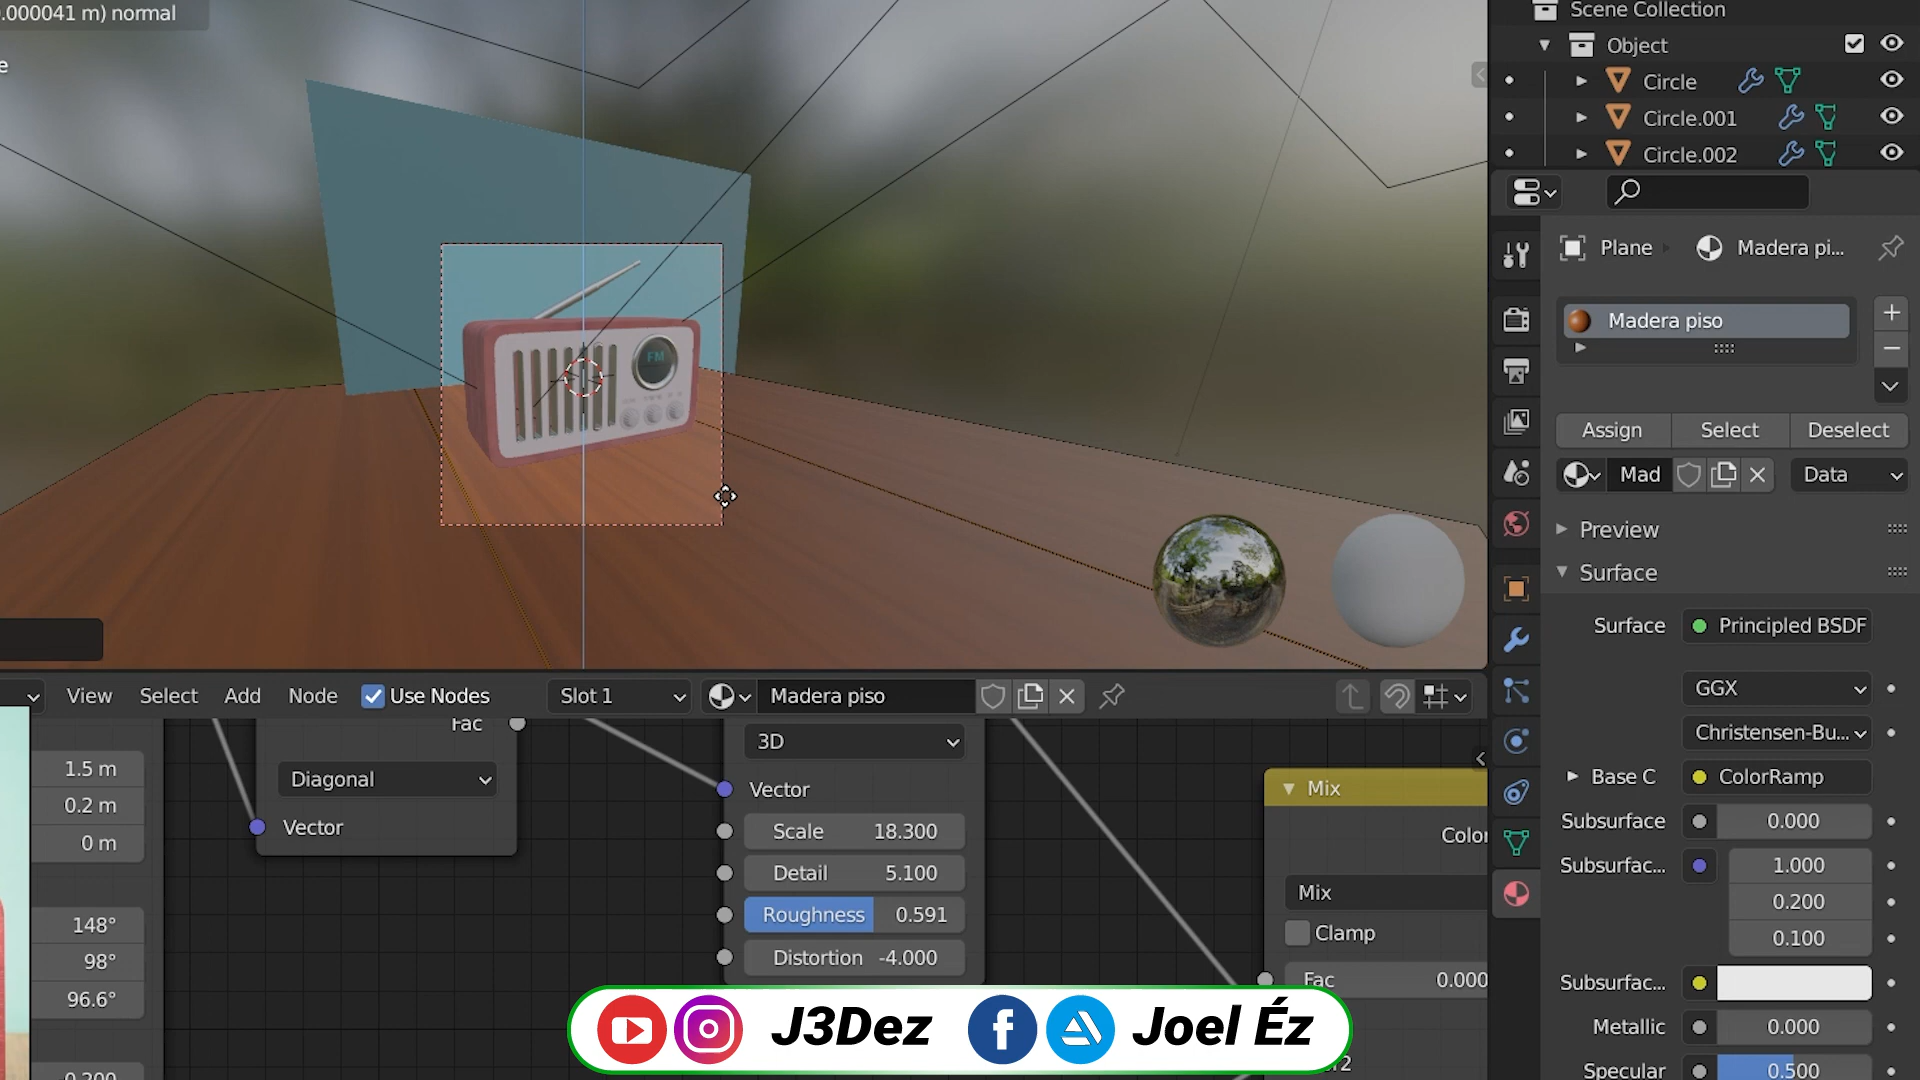 .000041 m) normal
e
Scene Collection
Object
Circle
Circle.001
Circle.002
Plane
Madera pi...
Madera piso
Assign
Select
Deselect
Mad
Data
Preview
Surface
Surface
Principled BSDF
GGX
Christensen-Bu...
Base C
ColorRamp
Subsurface
0.000
Subsurfac...
1.000
0.200
0.100
Subsurfac...
Metallic
0.000
Specular
0.500
FM
View
Select
Add
Node
Use Nodes
Slot 1
Madera piso
1.5 m
0.2 m
0 m
148°
98°
96.6°
0.200
Fac
Diagonal
Vector
3D
Vector
Scale
18.300
Detail
5.100
Roughness
0.591
Distortion
-4.000
Mix
Color
Mix
Clamp
Fac
0.000
r2
J3Dez
Joel Éz